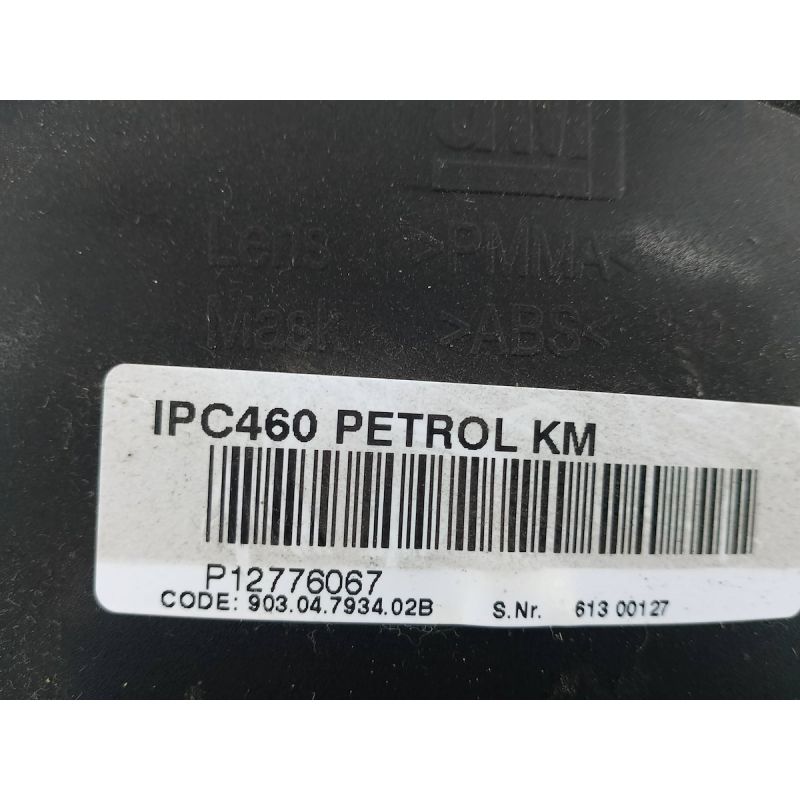 GM
Lens >PMMA<
Mask >ABS<
IPC460 PETROL KM
P12776067
CODE: 903.04.7934.02B S.Nr. 613 00127